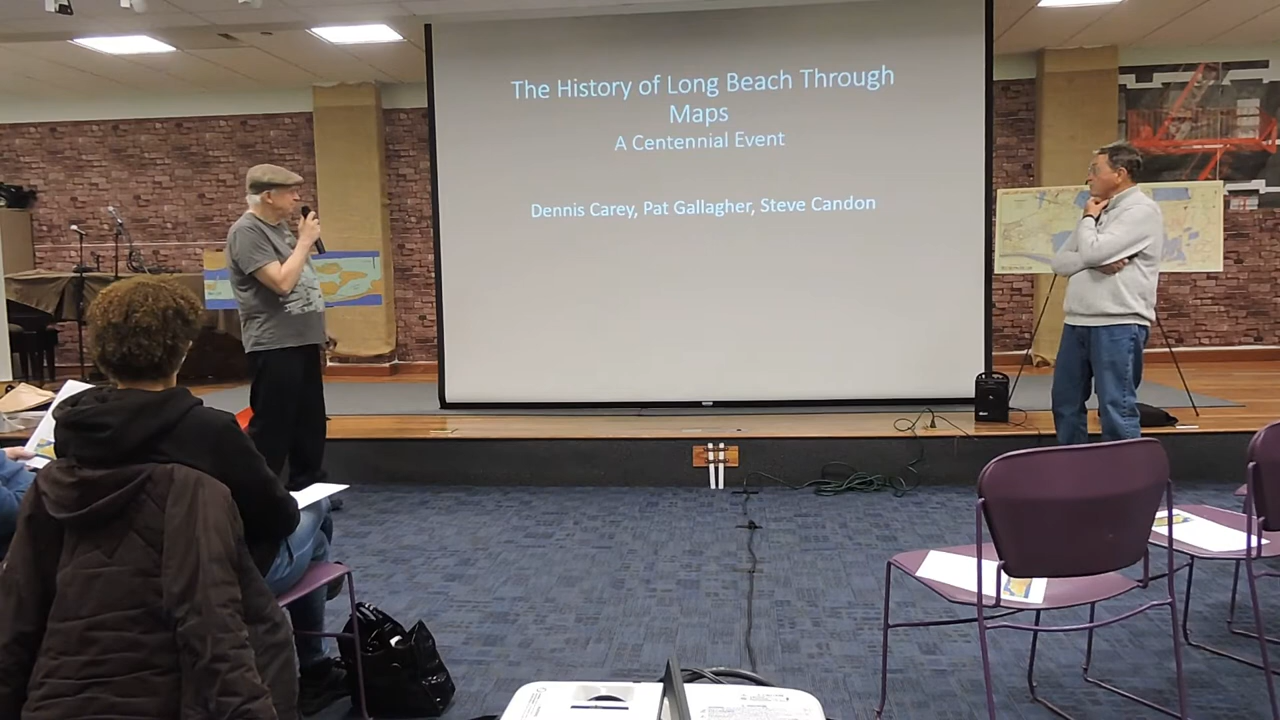 The History of Long Beach Through
Maps
A Centennial Event
Dennis Carey, Pat Gallagher, Steve Candon